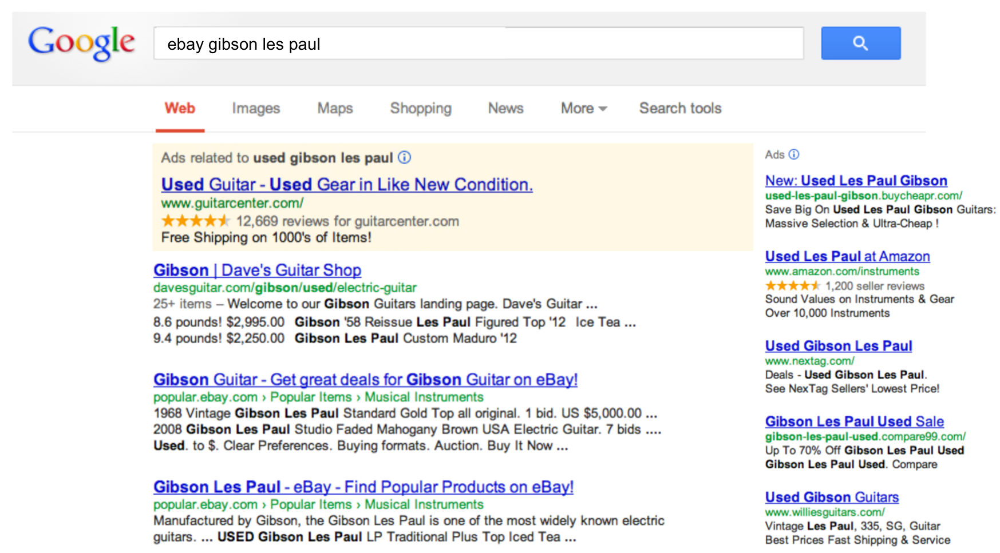 Google
ebay gibson les paul
Web Images Maps Shopping News More Search tools
Ads related to used gibson les paul
Used Guitar - Used Gear in Like New Condition.
www.guitarcenter.com/
12,669 reviews for guitarcenter.com
Free Shipping on 1000's of Items!
Gibson | Dave's Guitar Shop
davesguitar.com/gibson/used/electric-guitar
25+ items – Welcome to our Gibson Guitars landing page. Dave's Guitar ...
8.6 pounds! $2,995.00 Gibson '58 Reissue Les Paul Figured Top '12 Ice Tea ...
9.4 pounds! $2,250.00 Gibson Les Paul Custom Maduro '12
Gibson Guitar - Get great deals for Gibson Guitar on eBay!
popular.ebay.com › Popular Items › Musical Instruments
1968 Vintage Gibson Les Paul Standard Gold Top all original. 1 bid. US $5,000.00 ...
2008 Gibson Les Paul Studio Faded Mahogany Brown USA Electric Guitar. 7 bids ....
Used. to $. Clear Preferences. Buying formats. Auction. Buy It Now ...
Gibson Les Paul - eBay - Find Popular Products on eBay!
popular.ebay.com › Popular Items › Musical Instruments
Manufactured by Gibson, the Gibson Les Paul is one of the most widely known electric
guitars. ... USED Gibson Les Paul LP Traditional Plus Top Iced Tea ...
Ads
New: Used Les Paul Gibson
used-les-paul-gibson.buycheapr.com/
Save Big On Used Les Paul Gibson Guitars:
Massive Selection & Ultra-Cheap !
Used Les Paul at Amazon
www.amazon.com/instruments
1,200 seller reviews
Sound Values on Instruments & Gear
Over 10,000 Instruments
Used Gibson Les Paul
www.nextag.com/
Deals - Used Gibson Les Paul.
See NexTag Sellers' Lowest Price!
Gibson Les Paul Used Sale
gibson-les-paul-used.compare99.com/
Up To 70% Off Gibson Les Paul Used
Gibson Les Paul Used. Compare
Used Gibson Guitars
www.williesguitars.com/
Vintage Les Paul, 335, SG, Guitar
Best Prices Fast Shipping & Service